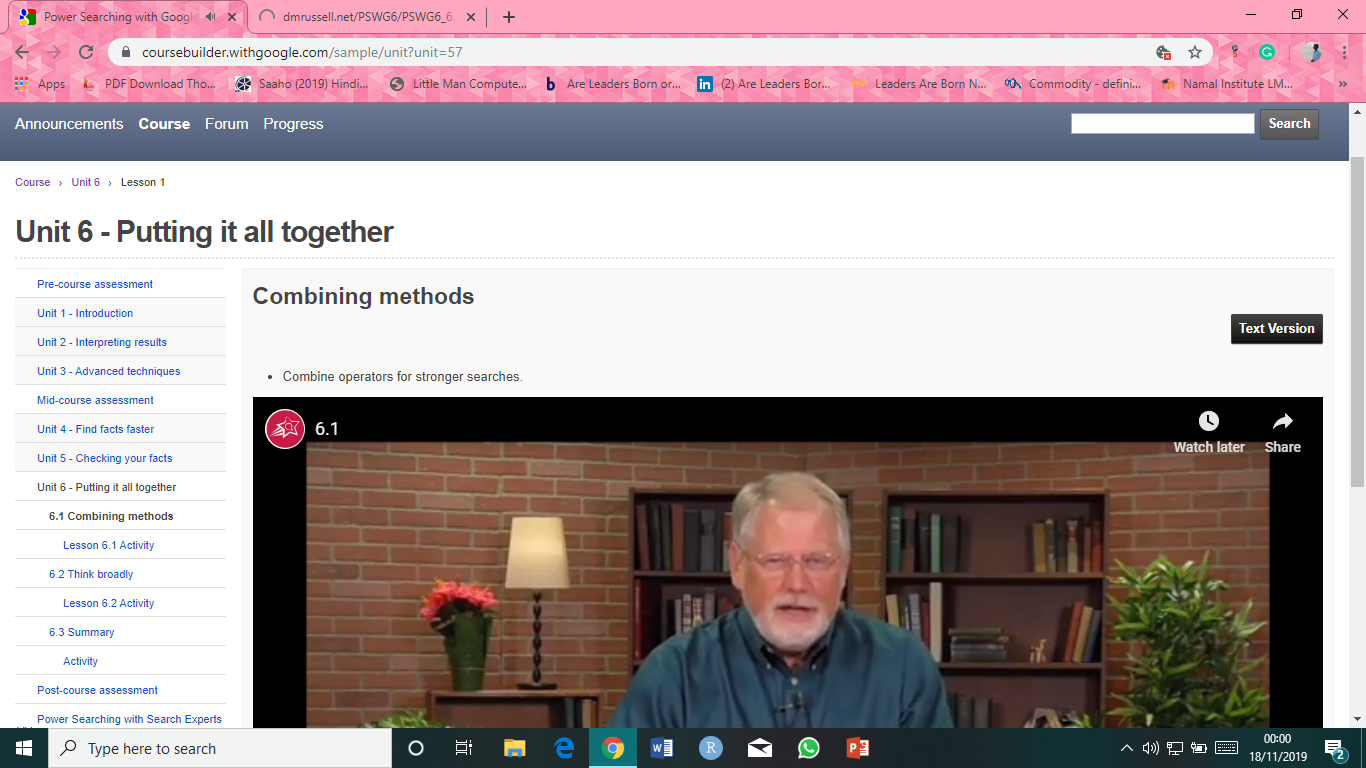 Power Searching with Googl
dmrussell.net/PSWG6/PSWG6_6.
coursebuilder.withgoogle.com/sample/unit?unit=57
Apps
PDF Download Tho...
Saaho (2019) Hindi...
Little Man Compute...
Are Leaders Born or...
(2) Are Leaders Bor...
Leaders Are Born N...
Commodity - defini...
Namal Institute LM...
Announcements Course Forum Progress
Search
Course › Unit 6 › Lesson 1
Unit 6 - Putting it all together
Pre-course assessment
Unit 1 - Introduction
Unit 2 - Interpreting results
Unit 3 - Advanced techniques
Mid-course assessment
Unit 4 - Find facts faster
Unit 5 - Checking your facts
Unit 6 - Putting it all together
6.1 Combining methods
Lesson 6.1 Activity
6.2 Think broadly
Lesson 6.2 Activity
6.3 Summary
Activity
Post-course assessment
Power Searching with Search Experts
Combining methods
Text Version
• Combine operators for stronger searches.
6.1
Watch later
Share
Type here to search
00:00
18/11/2019
2